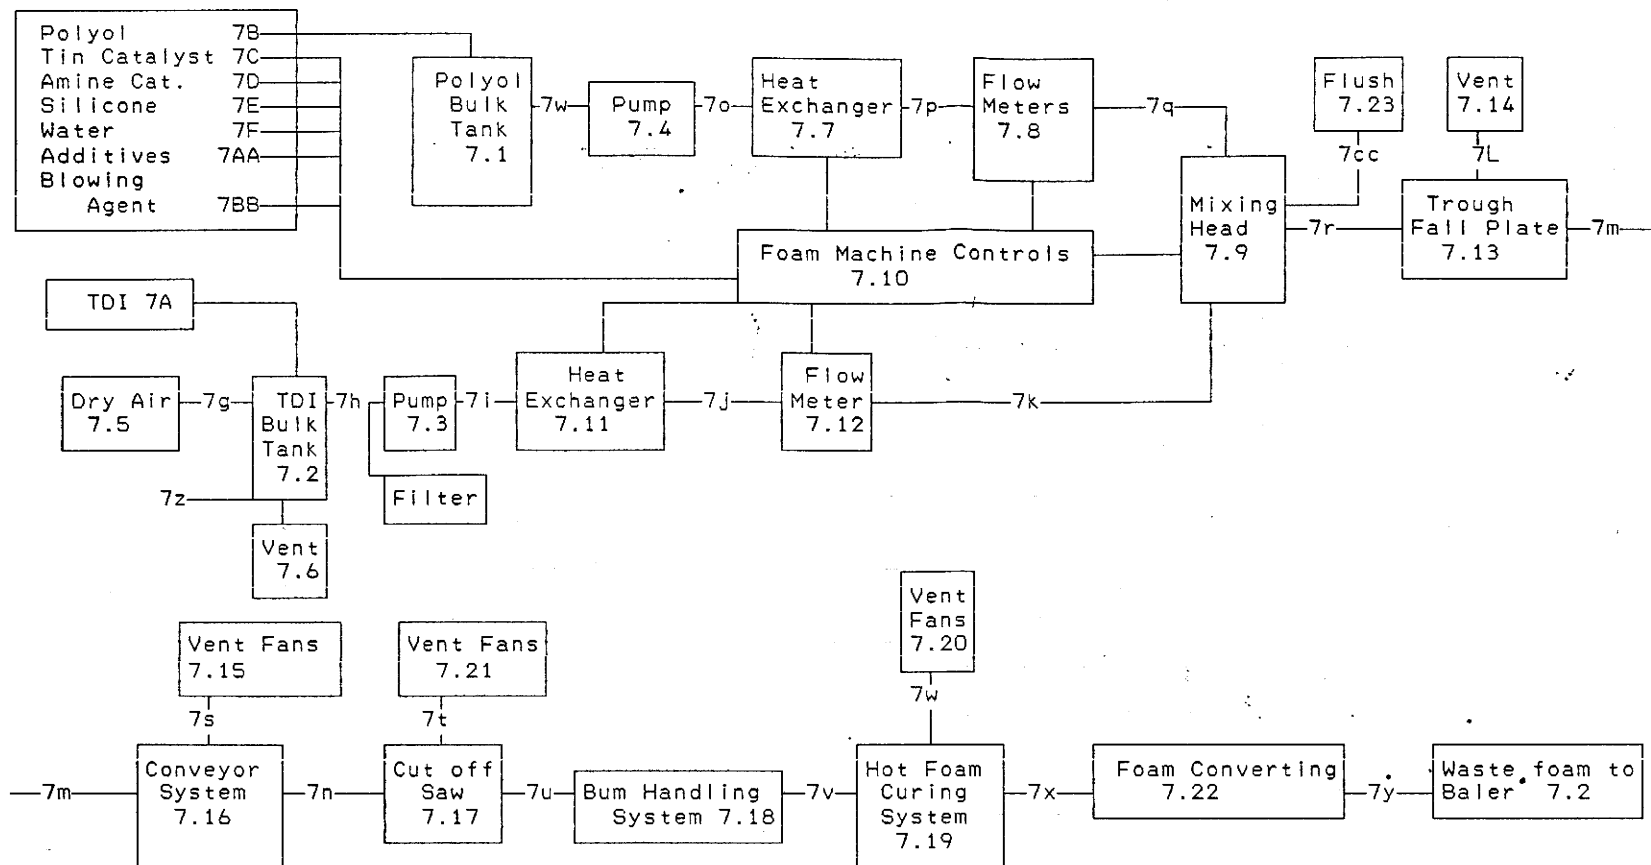 Polyol 7B
Tin Catalyst 7C
Amine Cat. 7D
Silicone 7E
Water 7F
Additives 7AA
Blowing
Agent 7BB
Polyol
Bulk
Tank
7.1
7w
Pump
7.4
7o
Heat
Exchanger
7.7
7p
Flow
Meters
7.8
7q
Flush
7.23
7cc
Vent
7.14
7L
Mixing
Head
7.9
7r
Trough
Fall Plate
7.13
7m
Foam Machine Controls
7.10
TDI 7A
Dry Air
7.5
7g
TDI
Bulk
Tank
7.2
7h
Pump
7.3
7i
Heat
Exchanger
7.11
7j
Flow
Meter
7.12
7k
7z
Filter
Vent
7.6
Vent Fans
7.15
7s
Vent Fans
7.21
7t
Vent
Fans
7.20
7w
7m
Conveyor
System
7.16
7n
Cut off
Saw
7.17
7u
Bum Handling
System 7.18
7v
Hot Foam
Curing
System
7.19
7x
Foam Converting
7.22
7y
Waste foam to
Baler 7.2